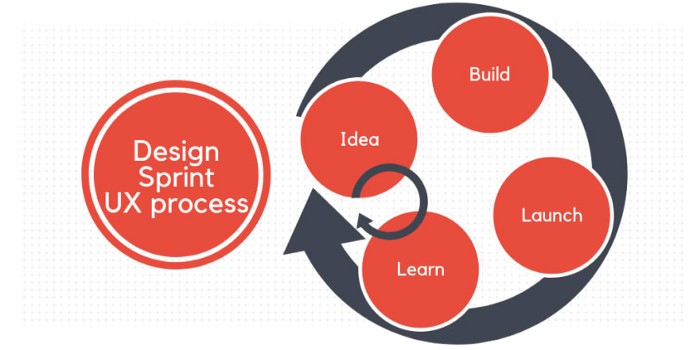 Design
Sprint
UX process
Idea
Build
Launch
Learn